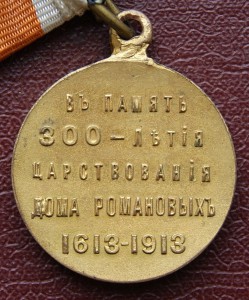 ВЪ ПАМЯТЬ
300-ЛѢТІЯ
ЦАРСТВОВАНІЯ
ДОМА РОМАНОВЫХЪ
1613-1913